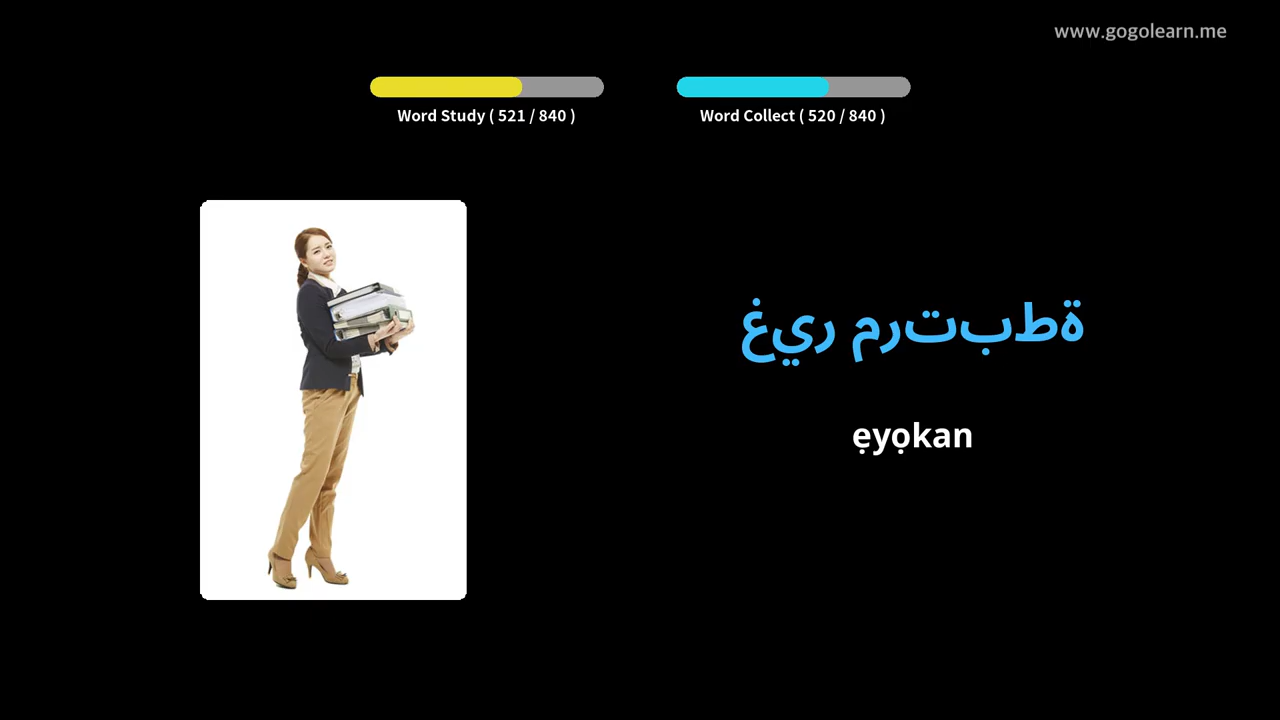 www.gogolearn.me
Word Study ( 521 / 840 )
Word Collect ( 520 / 840 )
غير مرتبطة
ẹyọkan